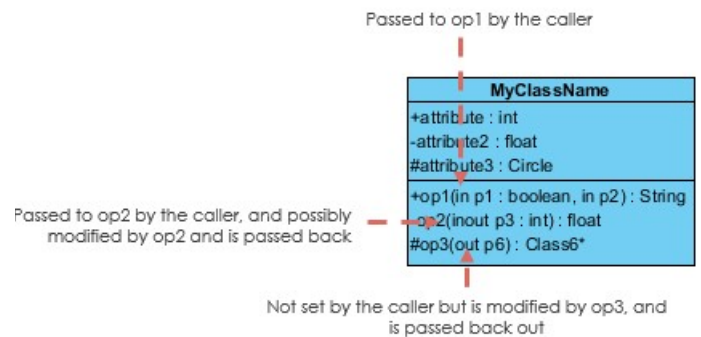 Passed to op1 by the caller
MyClassName
+attribute : int
-attribute2 : float
#attribute3 : Circle
+op1(in p1 : boolean, in p2) : String
-op2(inout p3 : int) : float
#op3(out p6) : Class6*
Passed to op2 by the caller, and possibly
modified by op2 and is passed back
Not set by the caller but is modified by op3, and
is passed back out